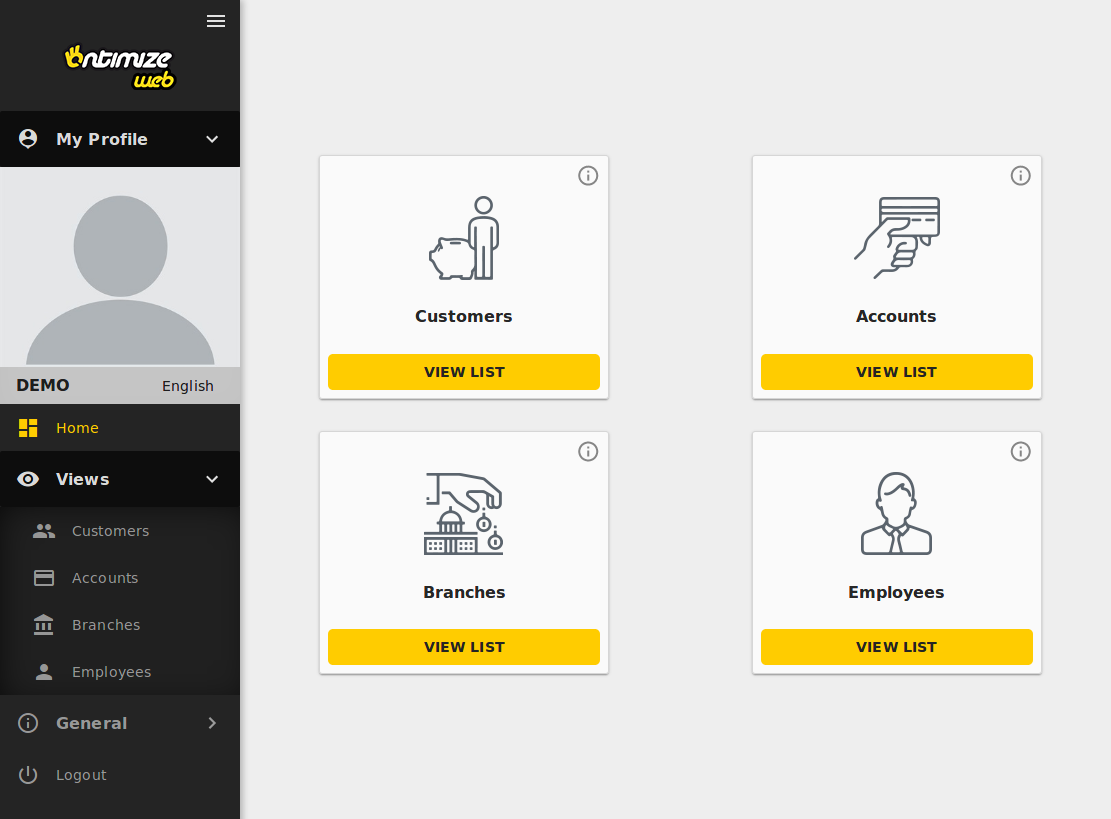 Ontimize
web
My Profile
DEMO
English
Home
Views
Customers
Accounts
Branches
Employees
General
Logout
Customers
VIEW LIST
Accounts
VIEW LIST
Branches
VIEW LIST
Employees
VIEW LIST